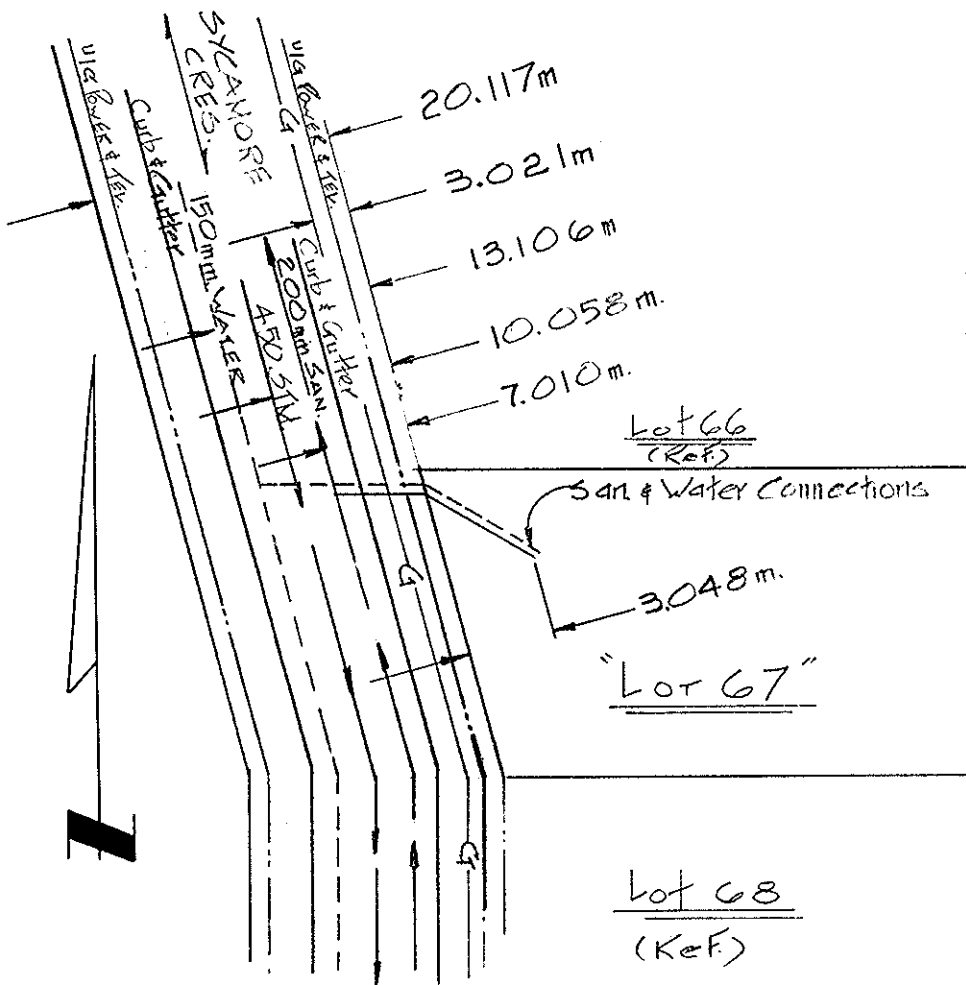 U/G POWER & TEL.
Curb & Gutter
SYCAMORE
CRES.
150mm WATER
G
U/G POWER & TEL.
Curb & Gutter
200mm SAN.
450 STM
20.117m
3.021m
13.106m
10.058m.
7.010m.
Lot 66
(Ref.)
San & Water Connections
G
3.048m.
"Lot 67"
G
Lot 68
(Ref.)